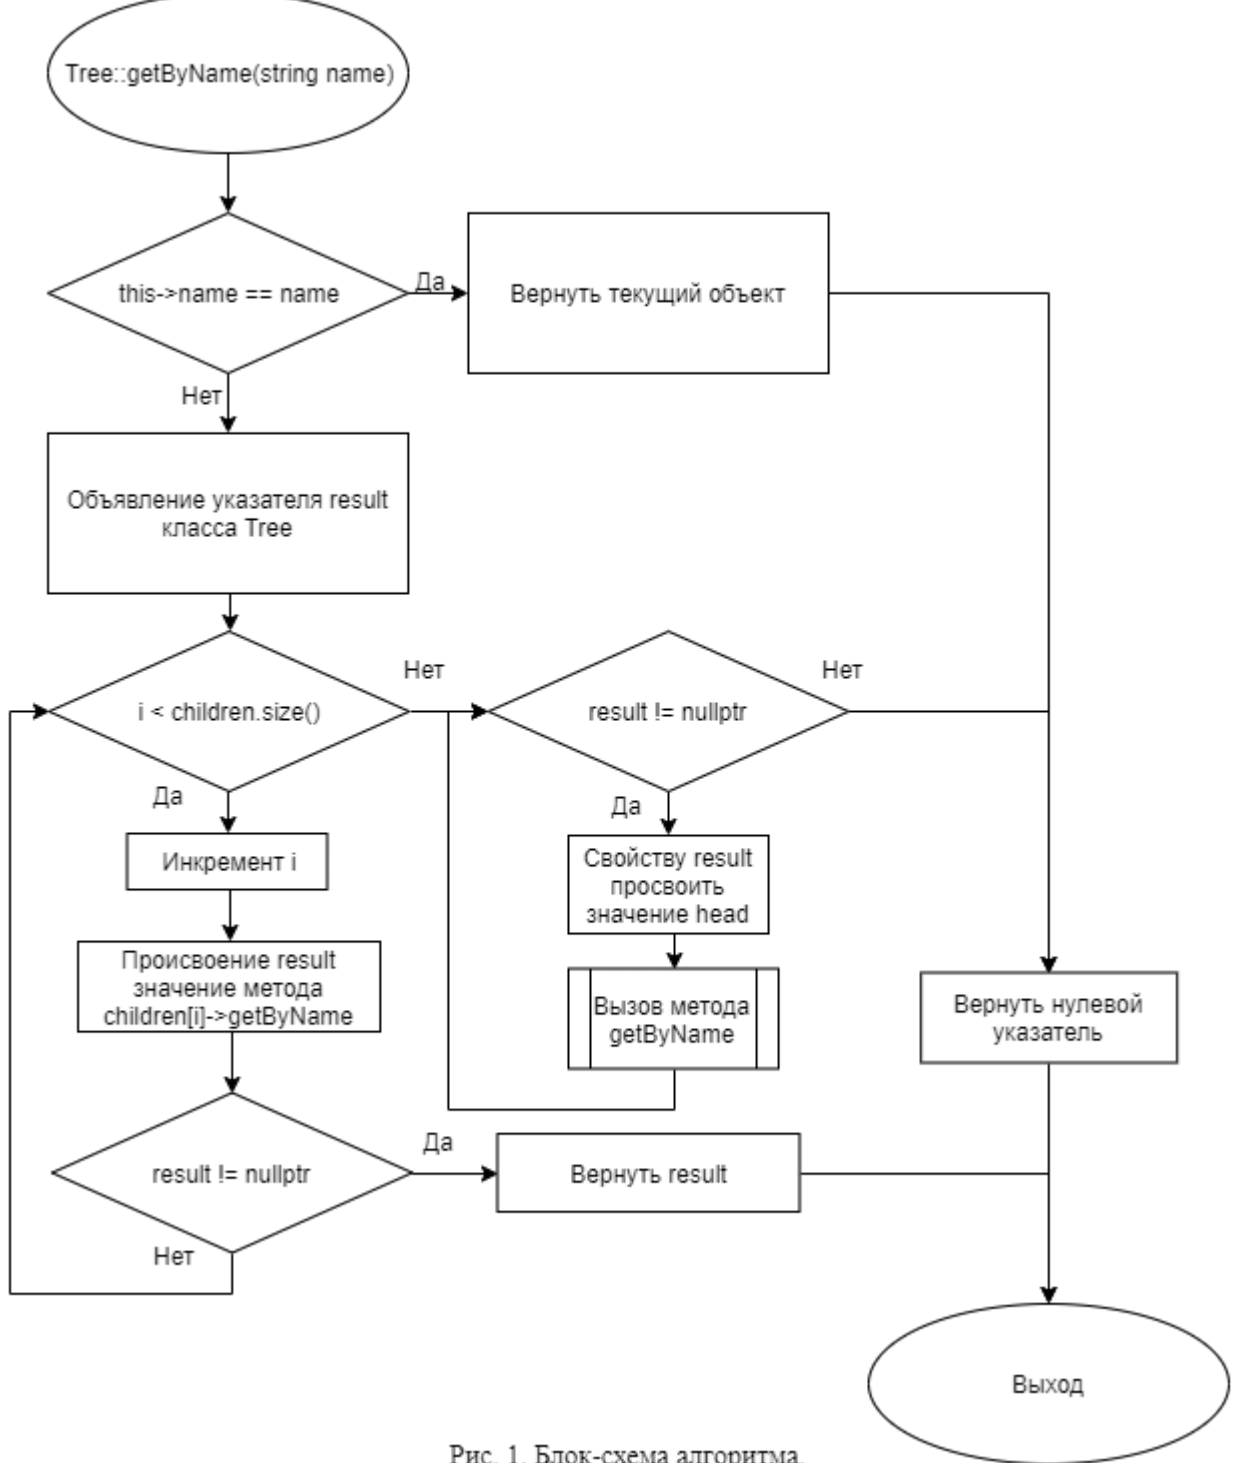 Tree::getByName(string name)
this->name == name
Да
Вернуть текущий объект
Нет
Объявление указателя result
класса Tree
i < children.size()
Нет
result != nullptr
Нет
Да
Инкремент i
Да
Свойству result
просвоить
значение head
Происвоение result
значение метода
children[i]->getByName
Вызов метода
getByName
Вернуть нулевой
указатель
result != nullptr
Да
Вернуть result
Нет
Выход
Рис. 1. Блок-схема алгоритма.